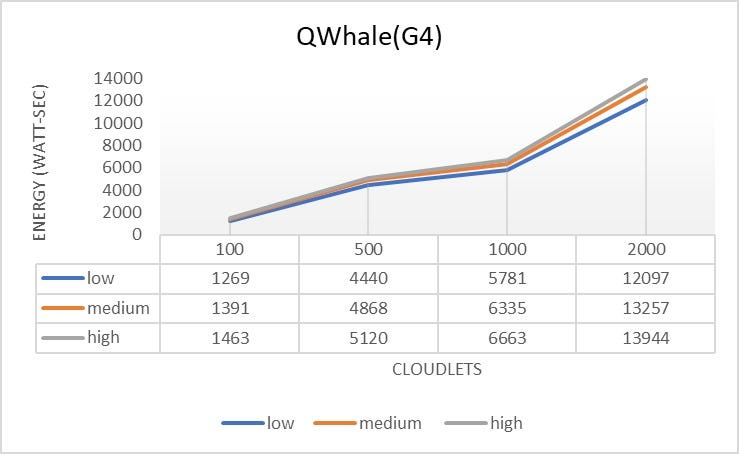 QWhale(G4)
ENERGY (WATT-SEC)
14000
12000
10000
8000
6000
4000
2000
0
100 500 1000 2000
low 1269 4440 5781 12097
medium 1391 4868 6335 13257
high 1463 5120 6663 13944
CLOUDLETS
low medium high